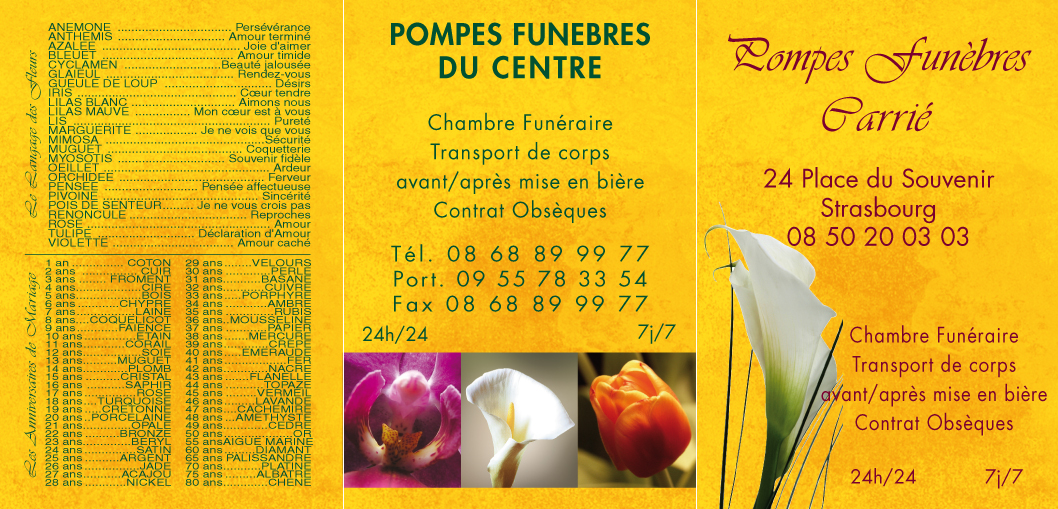 Le Langage des Fleurs
ANEMONE ................................. Persévérance
ANTHEMIS ................................ Amour terminé
AZALEE ......................................... Joie d'aimer
BLEUET ........................................ Amour timide
CYCLAMEN ..............................Beauté jalousée
GLAIEUL ...................................... Rendez-vous
GUEULE DE LOUP ................................ Désirs
IRIS ................................................ Cœur tendre
LILAS BLANC ............................... Aimons nous
LILAS MAUVE ................ Mon cœur est à vous
LIS .......................................................... Pureté
MARGUERITE .................. Je ne vois que vous
MIMOSA ................................................Sécurité
MUGUET ........................................ Coquetterie
MYOSOTIS ................................ Souvenir fidèle
OEILLET .................................................. Ardeur
ORCHIDEE ........................................... Ferveur
PENSEE ........................... Pensée affectueuse
PIVOINE .............................................. Sincérité
POIS DE SENTEUR......... Je ne vous crois pas
RENONCULE .................................. Reproches
ROSE ...................................................... Amour
TULIPE .............................. Déclaration d'Amour
VIOLETTE ................................... Amour caché
Les Anniversaires de Mariage
1 an ................ COTON
2 ans ................... CUIR
3 ans .......... FROMENT
4 ans ....................CIRE
5 ans ....................BOIS
6 ans .............CHYPRE
7 ans ..................LAINE
8 ans ....COQUELICOT
9 ans .............FAIENCE
10 ans ................ETAIN
11 ans .............CORAIL
12 ans ..................SOIE
13 ans ...........MUGUET
14 ans ..............PLOMB
15 ans ...........CRISTAL
16 ans .............SAPHIR
17 ans .................ROSE
18 ans .....TURQUOISE
19 ans ......CRETONNE
20 ans ...PORCELAINE
21 ans ...............OPALE
22 ans ............BRONZE
23 ans ...............BERYL
24 ans ................SATIN
25 ans ............ARGENT
26 ans ..................JADE
27 ans ............ACAJOU
28 ans .............NICKEL
29 ans .........VELOURS
30 ans ...............PERLE
31 ans ............BASANE
32 ans .............CUIVRE
33 ans .....PORPHYRE
34 ans .............AMBRE
35 ans ...............RUBIS
36 ans ..MOUSSELINE
37 ans .............PAPIER
38 ans ........MERCURE
39 ans ..............CREPE
40 ans .....EMERAUDE
41 ans ....................FER
42 ans ..............NACRE
43 ans ........FLANELLE
44 ans .............TOPAZE
45 ans ..........VERMEIL
46 ans ..........LAVANDE
47 ans ....CACHEMIRE
48 ans ....AMETHYSTE
49 ans ..............CEDRE
50 ans ......................OR
55 ansAIGUE MARINE
60 ans ..........DIAMANT
65 ans PALISSANDRE
70 ans ...........PLATINE
75 ans ..........ALBATRE
80 ans..............CHENE
POMPES FUNEBRES
DU CENTRE
Chambre Funéraire
Transport de corps
avant/après mise en bière
Contrat Obsèques
Tél. 08 68 89 99 77
Port. 09 55 78 33 54
Fax 08 68 89 99 77
24h/24 7j/7
Pompes Funèbres
Carrié
24 Place du Souvenir
Strasbourg
08 50 20 03 03
Chambre Funéraire
Transport de corps
avant/après mise en bière
Contrat Obsèques
24h/24 7j/7